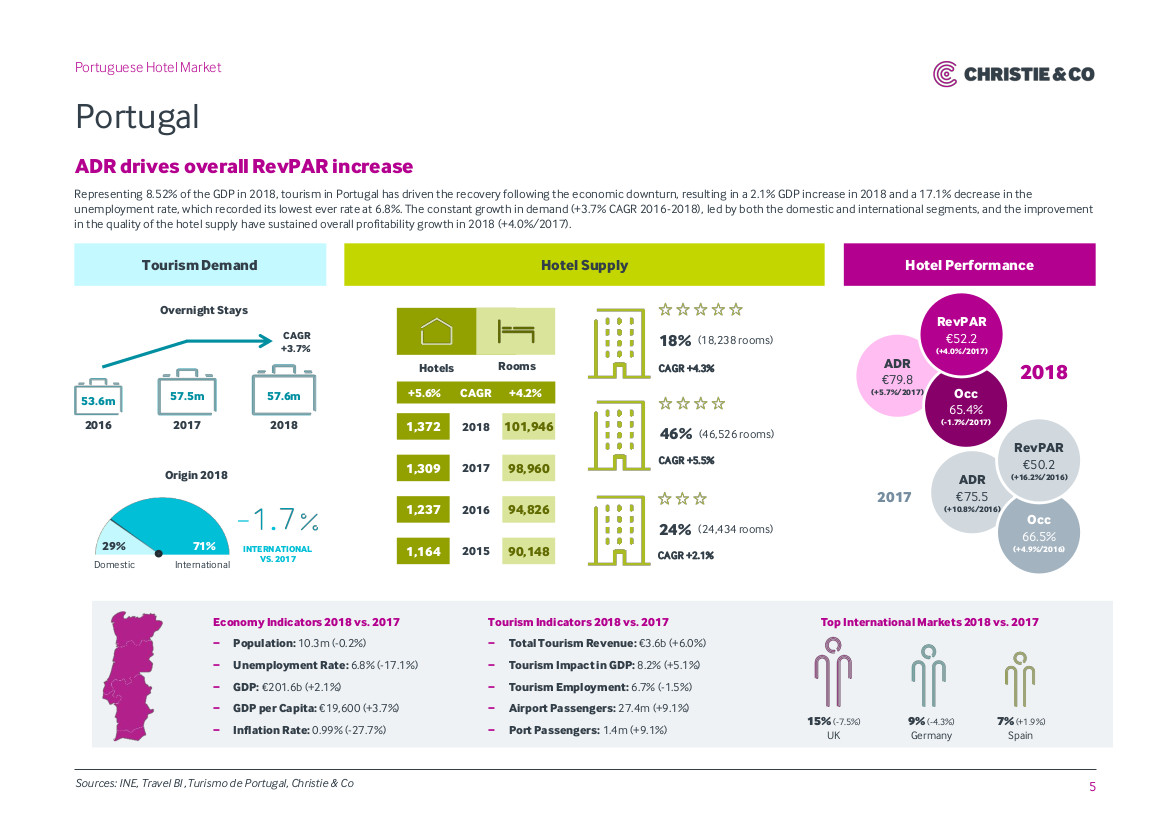 Portuguese Hotel Market
CHRISTIE & CO
Portugal
ADR drives overall RevPAR increase
Representing 8.52% of the GDP in 2018, tourism in Portugal has driven the recovery following the economic downturn, resulting in a 2.1% GDP increase in 2018 and a 17.1% decrease in the
unemployment rate, which recorded its lowest ever rate at 6.8%. The constant growth in demand (+3.7% CAGR 2016-2018), led by both the domestic and international segments, and the improvement
in the quality of the hotel supply have sustained overall profitability growth in 2018 (+4.0%/2017).
Tourism Demand
Overnight Stays
CAGR
+3.7%
53.6m
57.5m
57.6m
2016
2017
2018
Origin 2018
29%
71%
Domestic
International
-1.7%
INTERNATIONAL
VS. 2017
Hotel Supply
Hotels
Rooms
+5.6% CAGR +4.2%
1,372 2018 101,946
1,309 2017 98,960
1,237 2016 94,826
1,164 2015 90,148
18% (18,238 rooms)
CAGR +4.3%
46% (46,526 rooms)
CAGR +5.5%
24% (24,434 rooms)
CAGR +2.1%
Hotel Performance
RevPAR
€52.2
(+4.0%/2017)
ADR
€79.8
(+5.7%/2017)
2018
Occ
65.4%
(-1.7%/2017)
RevPAR
€50.2
(+16.2%/2016)
2017
ADR
€75.5
(+10.8%/2016)
Occ
66.5%
(+4.9%/2016)
Economy Indicators 2018 vs. 2017
– Population: 10.3m (-0.2%)
– Unemployment Rate: 6.8% (-17.1%)
– GDP: €201.6b (+2.1%)
– GDP per Capita: €19,600 (+3.7%)
– Inflation Rate: 0.99% (-27.7%)
Tourism Indicators 2018 vs. 2017
– Total Tourism Revenue: €3.6b (+6.0%)
– Tourism Impact in GDP: 8.2% (+5.1%)
– Tourism Employment: 6.7% (-1.5%)
– Airport Passengers: 27.4m (+9.1%)
– Port Passengers: 1.4m (+9.1%)
Top International Markets 2018 vs. 2017
15% (-7.5%)
UK
9% (-4.3%)
Germany
7% (+1.9%)
Spain
Sources: INE, Travel BI, Turismo de Portugal, Christie & Co
5